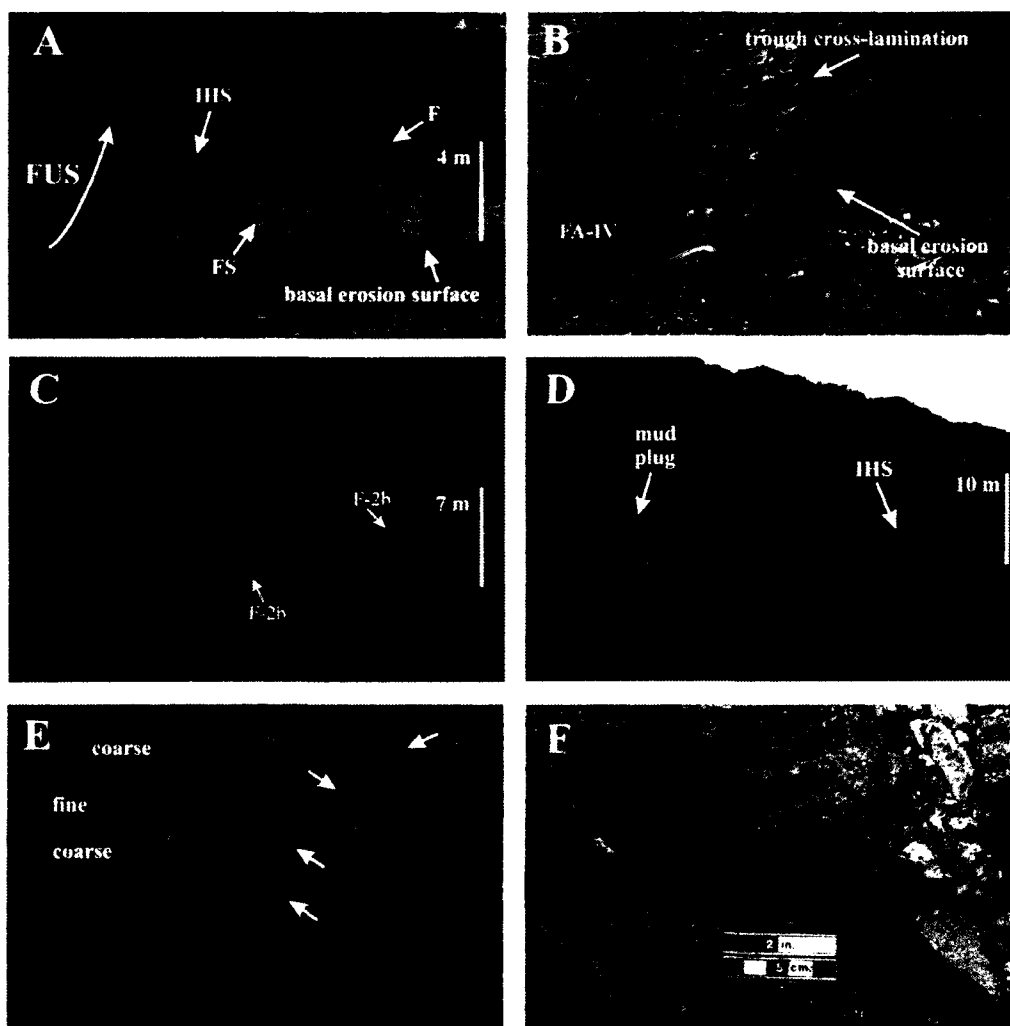 A
IHS
F
4 m
FUS
FS
basal erosion surface
B
trough cross-lamination
FA-IV
basal erosion
surface
C
F-2b
7 m
F-2b
D
mud
plug
IHS
10 m
E
coarse
fine
coarse
F
2 in.
5 cm.